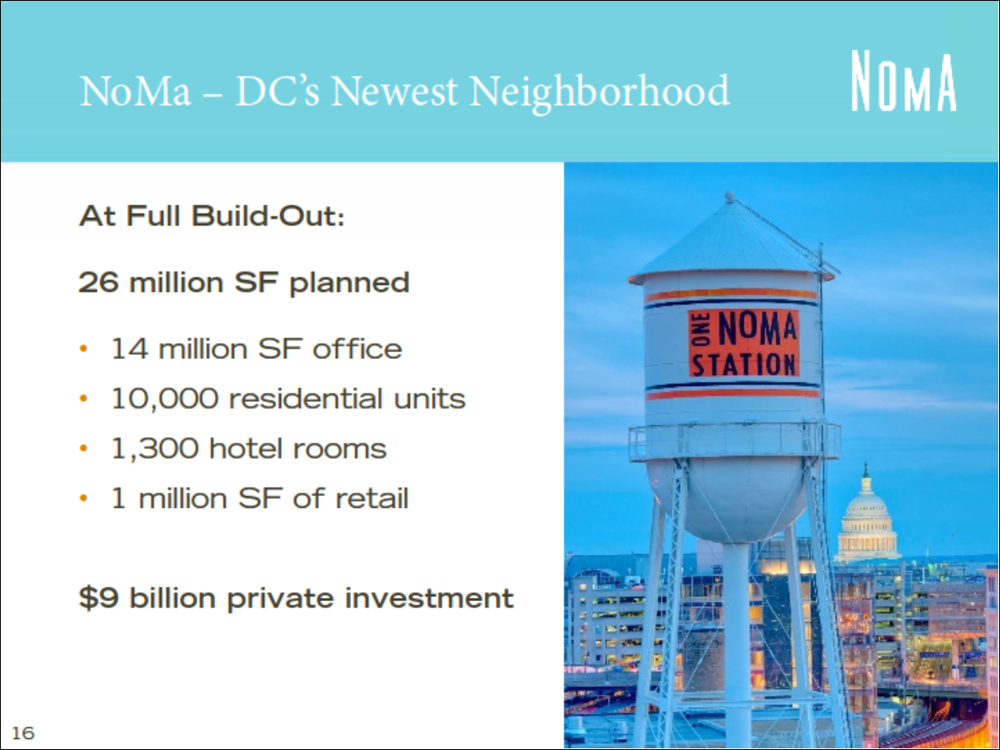 NoMa – DC's Newest Neighborhood
NOMA
At Full Build-Out:
26 million SF planned
• 14 million SF office
• 10,000 residential units
• 1,300 hotel rooms
• 1 million SF of retail
$9 billion private investment
ONE NOMA
STATION
16